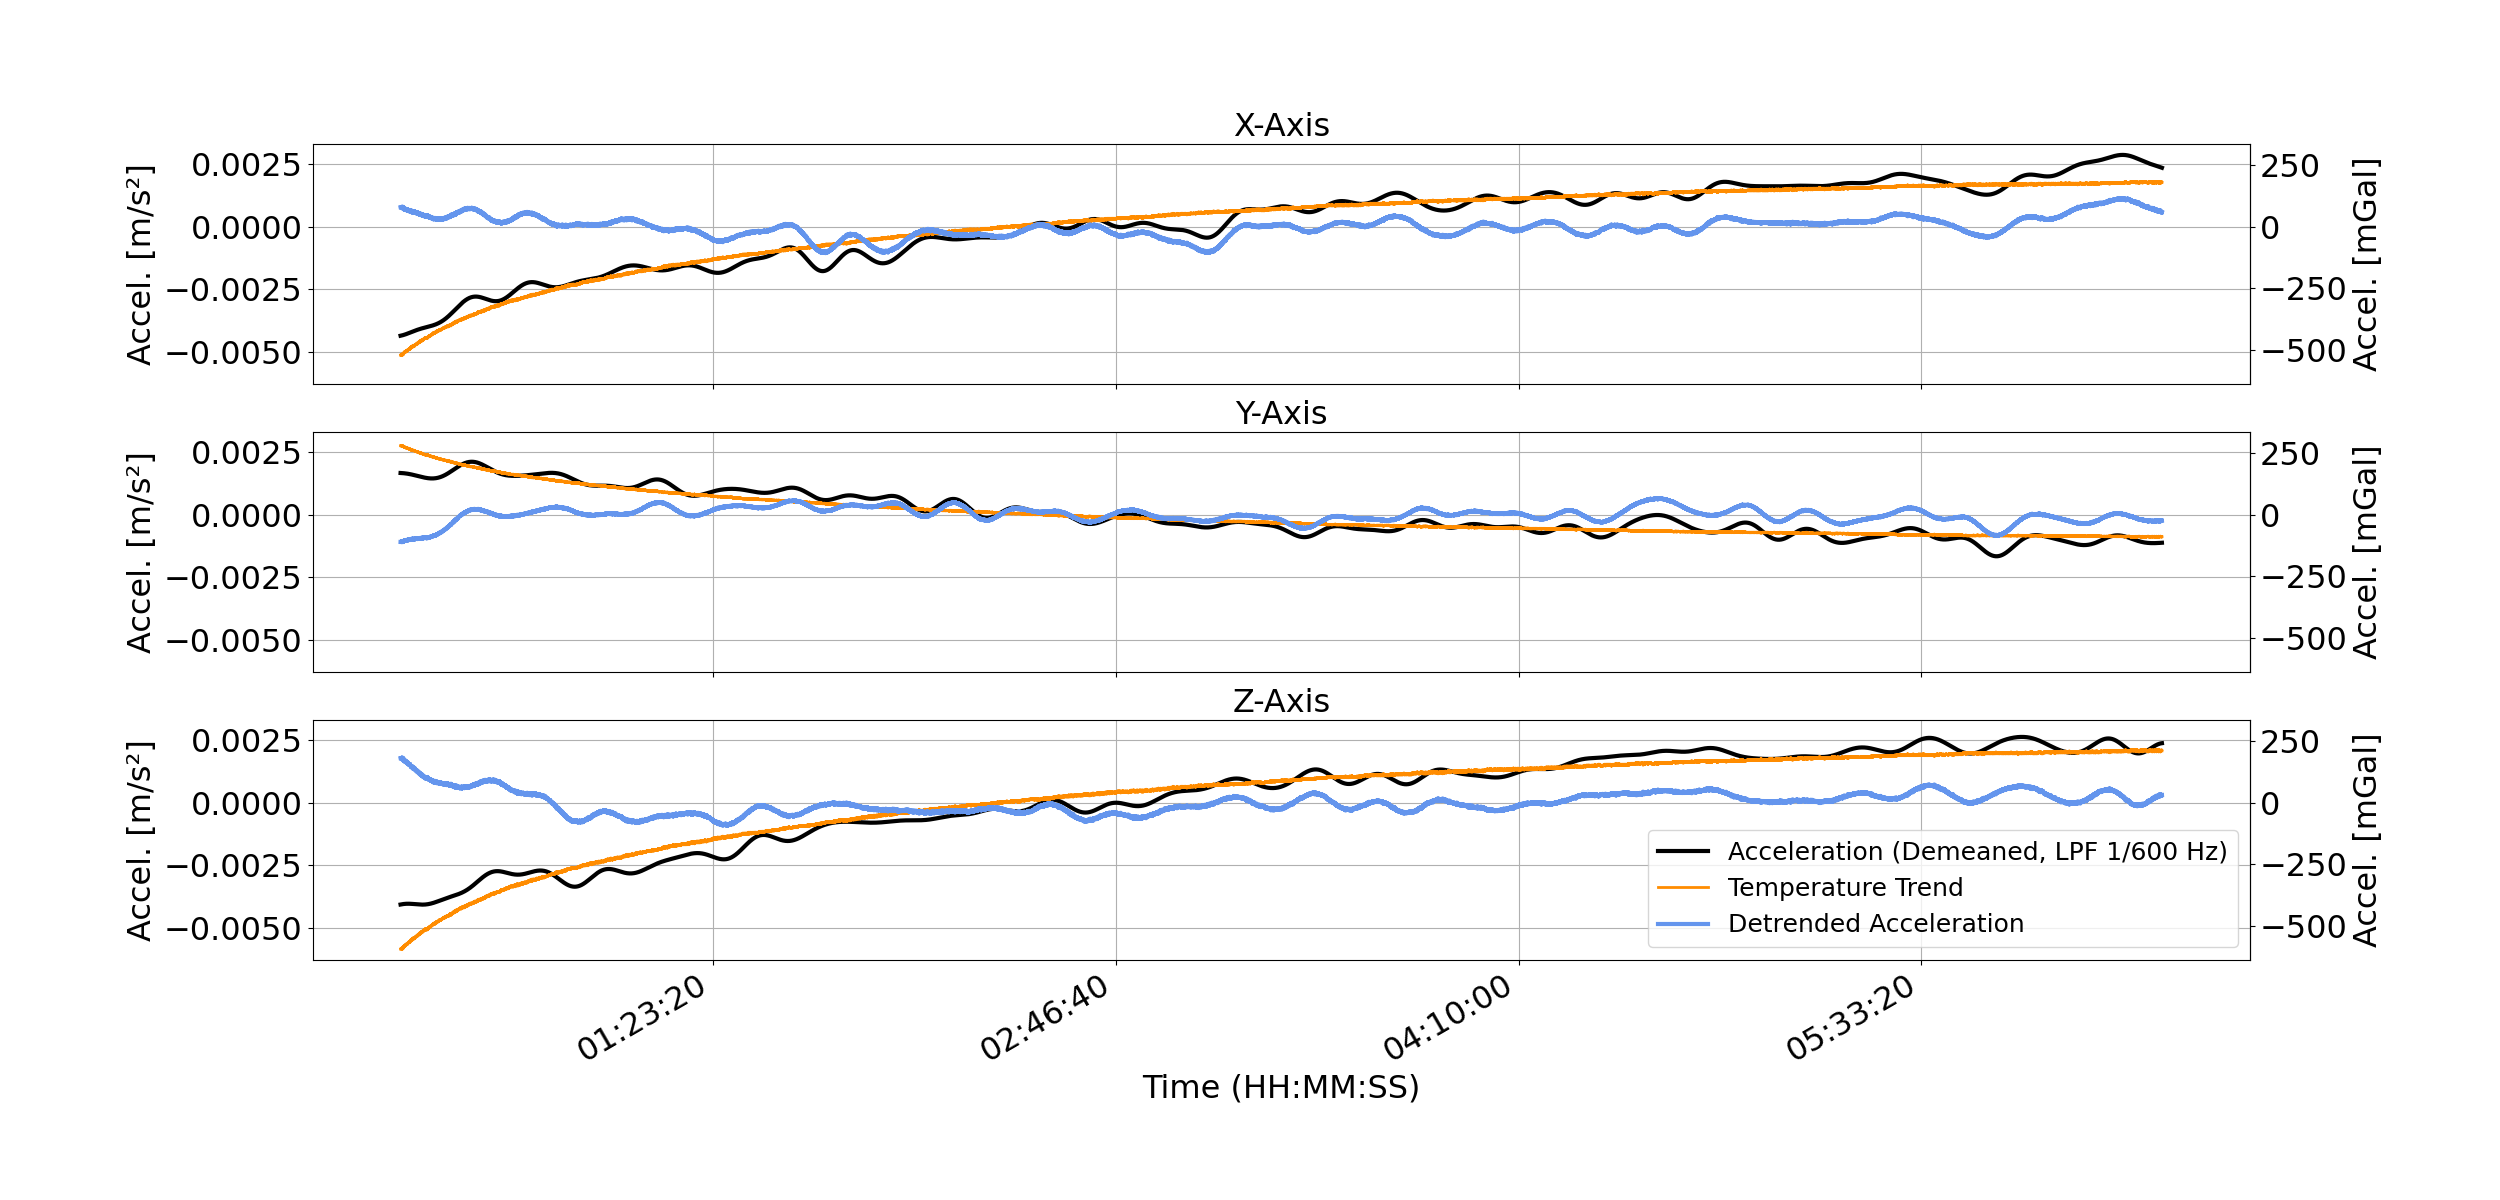 X-Axis
Accel. [m/s²]
0.0025
0.0000
−0.0025
−0.0050
250
0
−250
−500
Accel. [mGal]
Y-Axis
Accel. [m/s²]
0.0025
0.0000
−0.0025
−0.0050
250
0
−250
−500
Accel. [mGal]
Z-Axis
Accel. [m/s²]
0.0025
0.0000
−0.0025
−0.0050
250
0
−250
−500
Accel. [mGal]
Acceleration (Demeaned, LPF 1/600 Hz)
Temperature Trend
Detrended Acceleration
01:23:20
02:46:40
04:10:00
05:33:20
Time (HH:MM:SS)